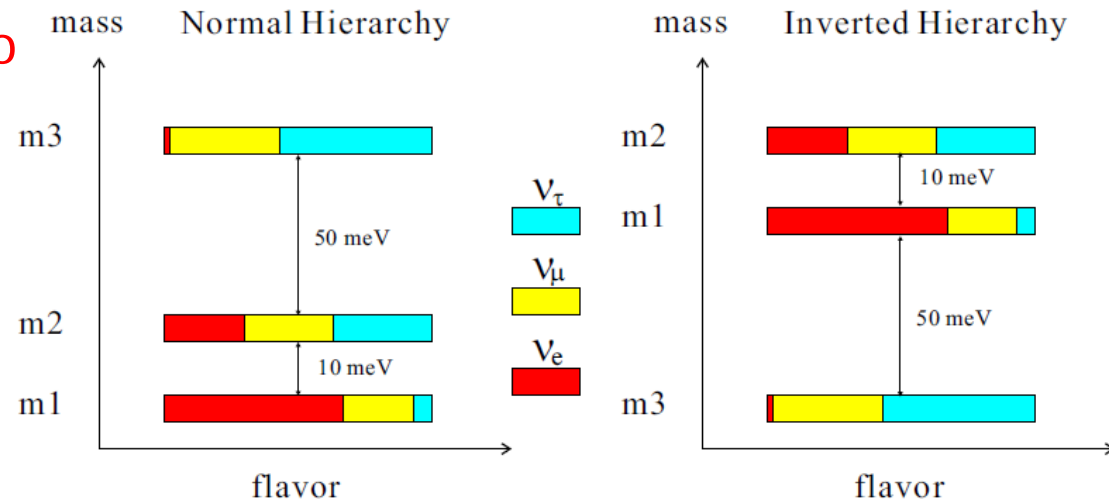 mass Normal Hierarchy
m3
50 meV
m2
10 meV
m1
flavor
ντ
νμ
νe
mass Inverted Hierarchy
m2
10 meV
m1
50 meV
m3
flavor